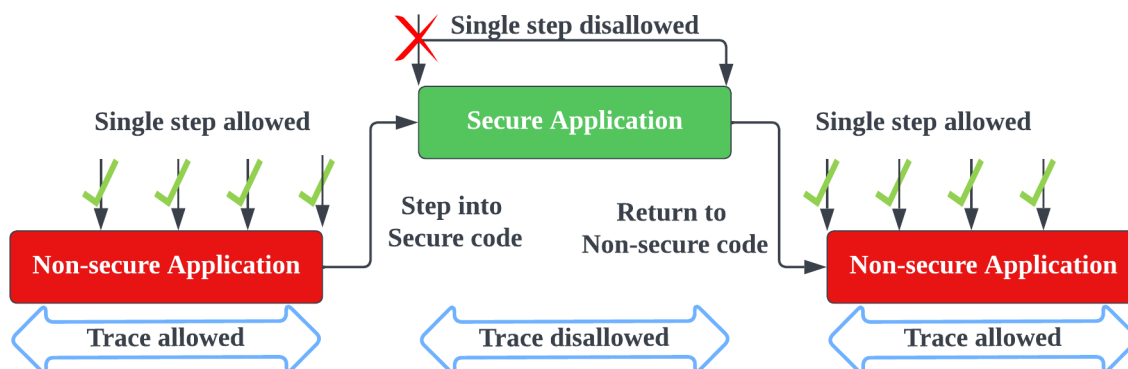 Single step disallowed
Single step allowed
Secure Application
Single step allowed
Step into
Secure code
Return to
Non-secure code
Non-secure Application
Non-secure Application
Trace allowed
Trace disallowed
Trace allowed